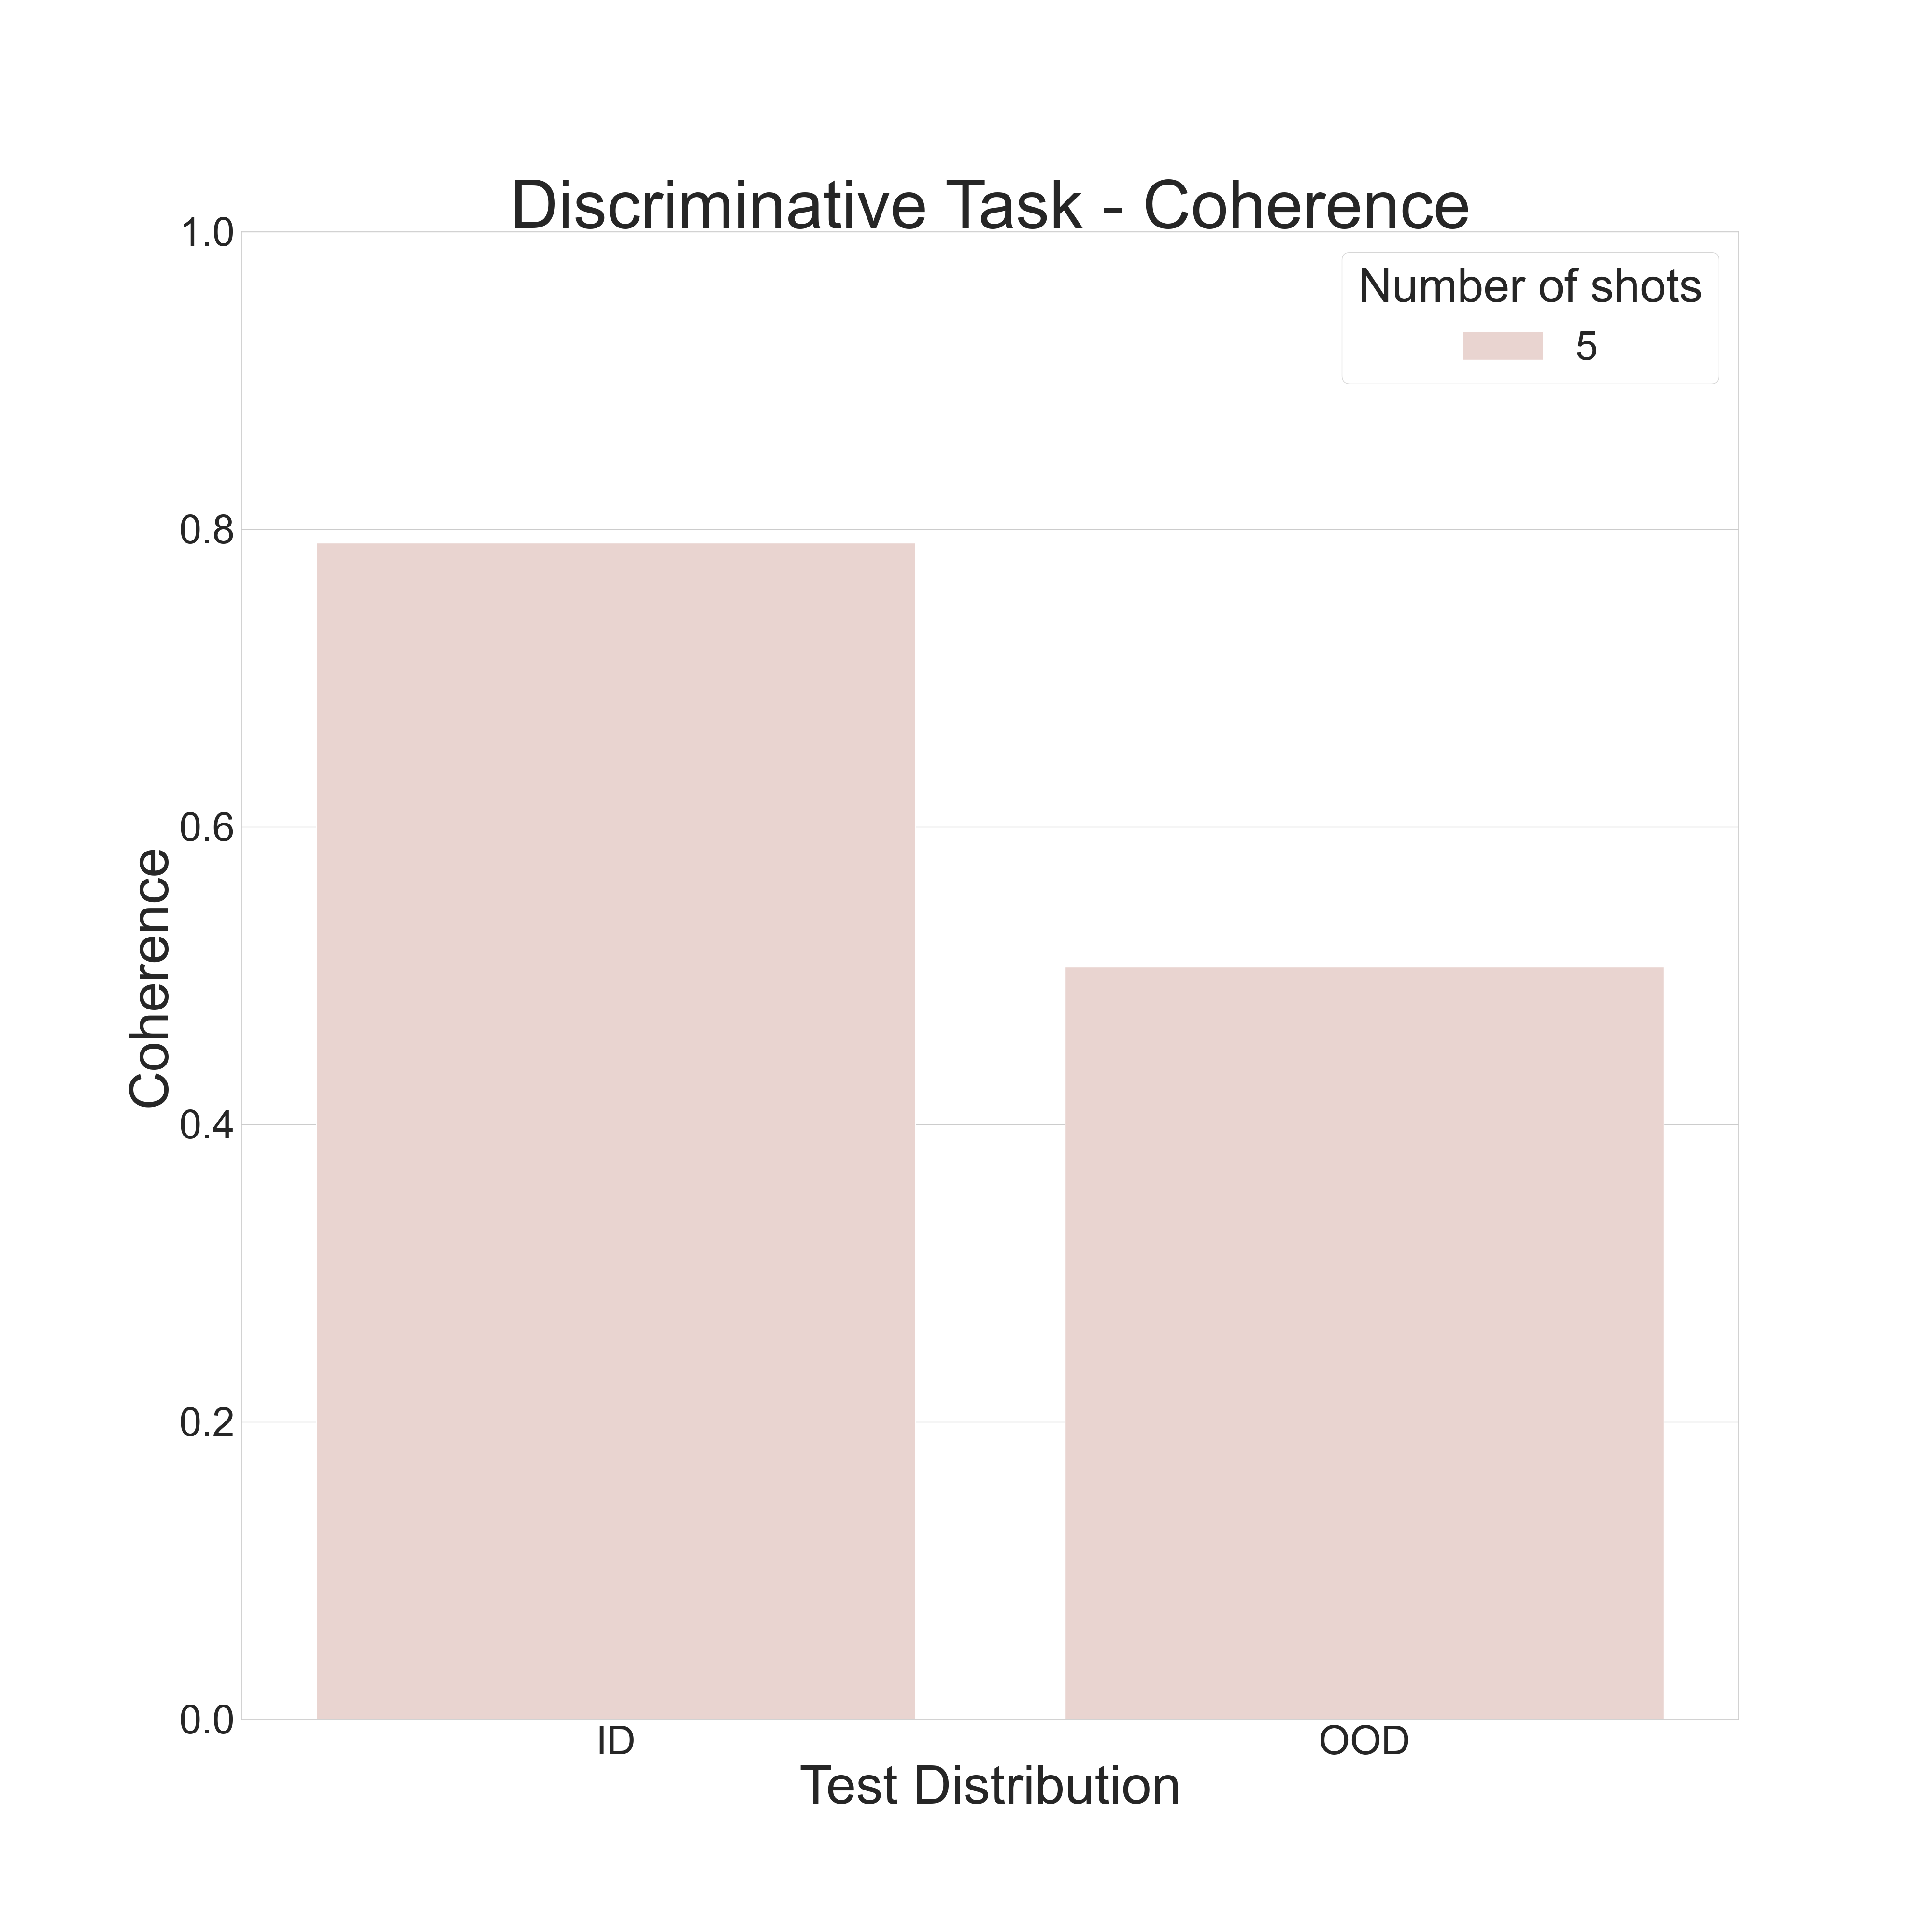 Discriminative Task - Coherence
Number of shots
5
1.0
0.8
0.6
0.4
0.2
0.0
Coherence
ID
OOD
Test Distribution